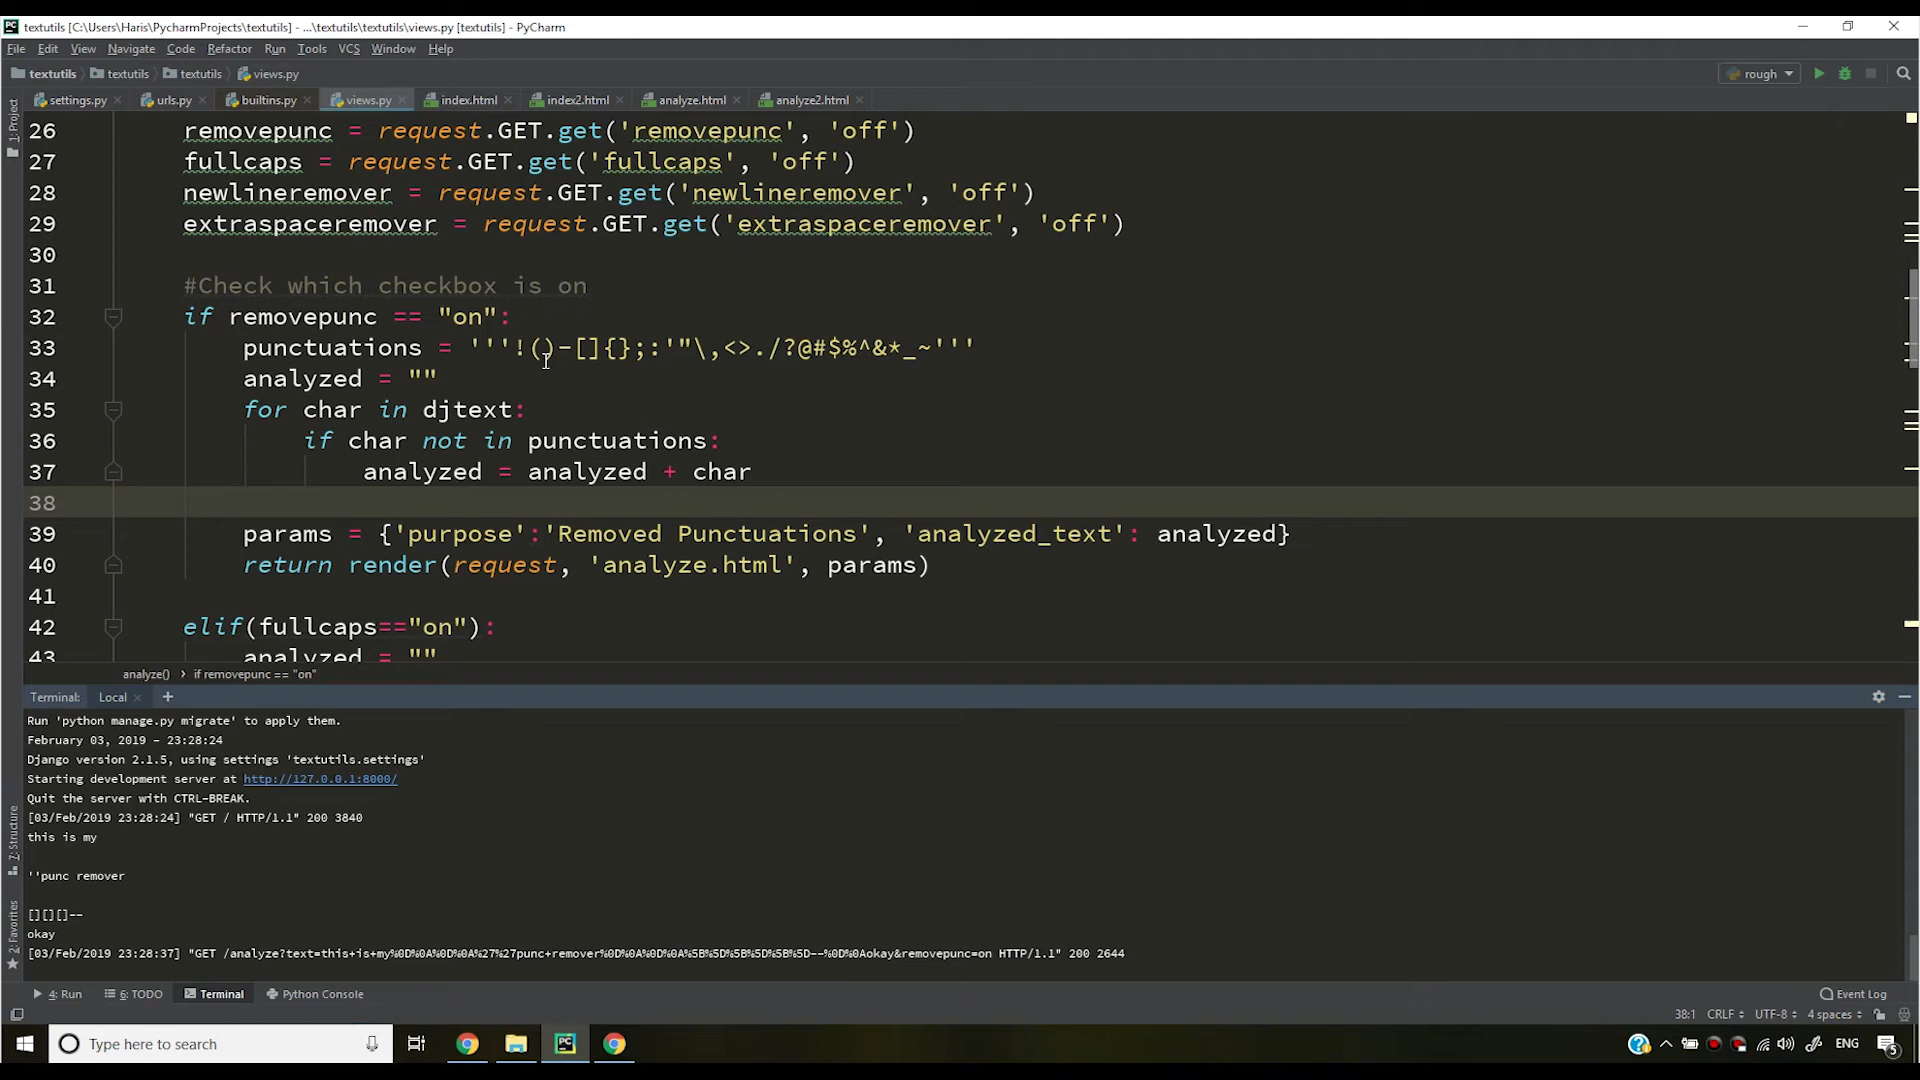 textutils [C:\Users\Haris\PycharmProjects\textutils] - ...\textutils\textutils\views.py [textutils] - PyCharm
File Edit View Navigate Code Refactor Run Tools VCS Window Help
textutils textutils textutils views.py rough
settings.py urls.py builtins.py views.py index.html index2.html analyze.html analyze2.html
1: Project
26 removepunc = request.GET.get('removepunc', 'off')
27 fullcaps = request.GET.get('fullcaps', 'off')
28 newlineremover = request.GET.get('newlineremover', 'off')
29 extraspaceremover = request.GET.get('extraspaceremover', 'off')
30
31 #Check which checkbox is on
32 if removepunc == "on":
33 punctuations = '''!()-[]{};:'"\,<>./?@#$%^&*_~'''
34 analyzed = ""
35 for char in djtext:
36 if char not in punctuations:
37 analyzed = analyzed + char
38
39 params = {'purpose':'Removed Punctuations', 'analyzed_text': analyzed}
40 return render(request, 'analyze.html', params)
41
42 elif(fullcaps=="on"):
43 analyzed = ""
analyze() if removepunc == "on"
Terminal: Local +
Run 'python manage.py migrate' to apply them.
February 03, 2019 - 23:28:24
Django version 2.1.5, using settings 'textutils.settings'
Starting development server at http://127.0.0.1:8000/
Quit the server with CTRL-BREAK.
[03/Feb/2019 23:28:24] "GET / HTTP/1.1" 200 3840
this is my
''punc remover
[][][]--
okay
[03/Feb/2019 23:28:37] "GET /analyze?text=this+is+my%0D%0A%0D%0A%27%27punc+remover%0D%0A%0D%0A%5B%5D%5B%5D%5B%5D--%0D%0Aokay&removepunc=on HTTP/1.1" 200 2644
7: Structure
2: Favorites
4: Run 6: TODO Terminal Python Console Event Log
38:1 CRLF UTF-8 4 spaces
Type here to search ENG 5